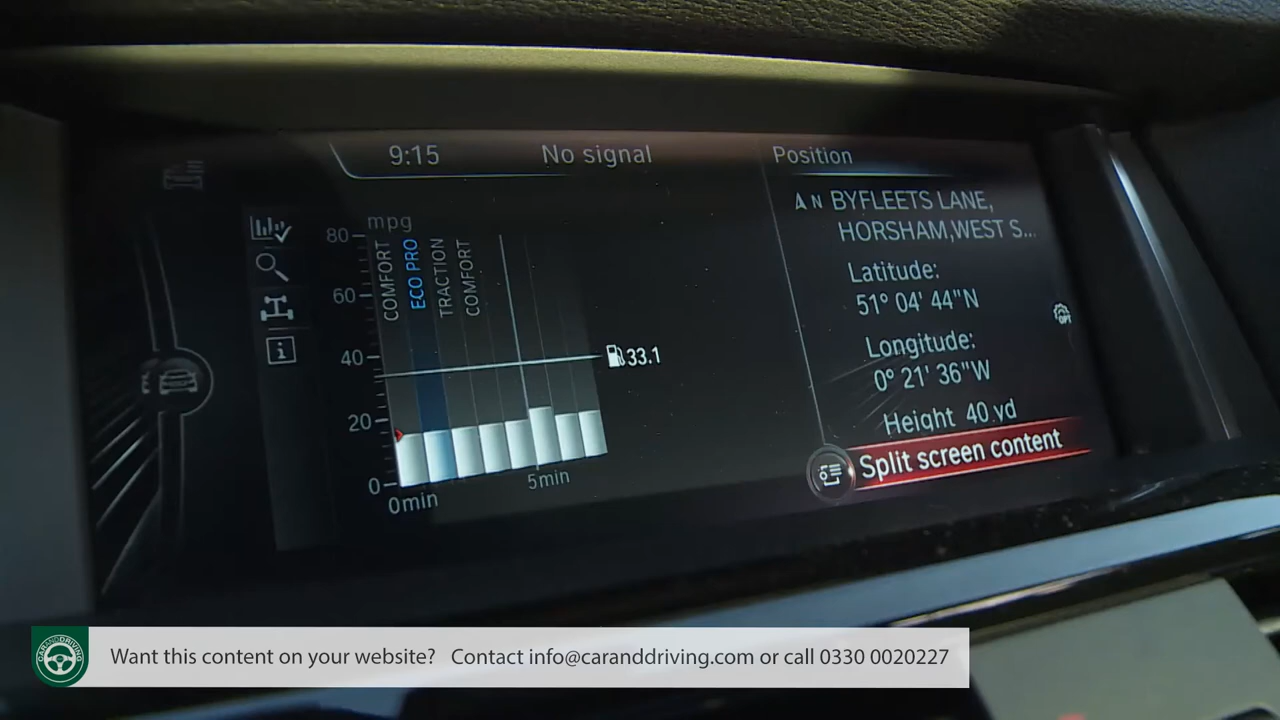 9:15
No signal
mpg
80
60
40
20
0
COMFORT
ECO PRO
TRACTION
COMFORT
33.1
0min
5min
Position
N BYFLEETS LANE,
HORSHAM,WEST S...
Latitude:
51° 04' 44"N
Longitude:
0° 21' 36"W
Height 40 yd
OFF
Split screen content
CARANDDRIVING
Want this content on your website? Contact info@caranddriving.com or call 0330 0020227